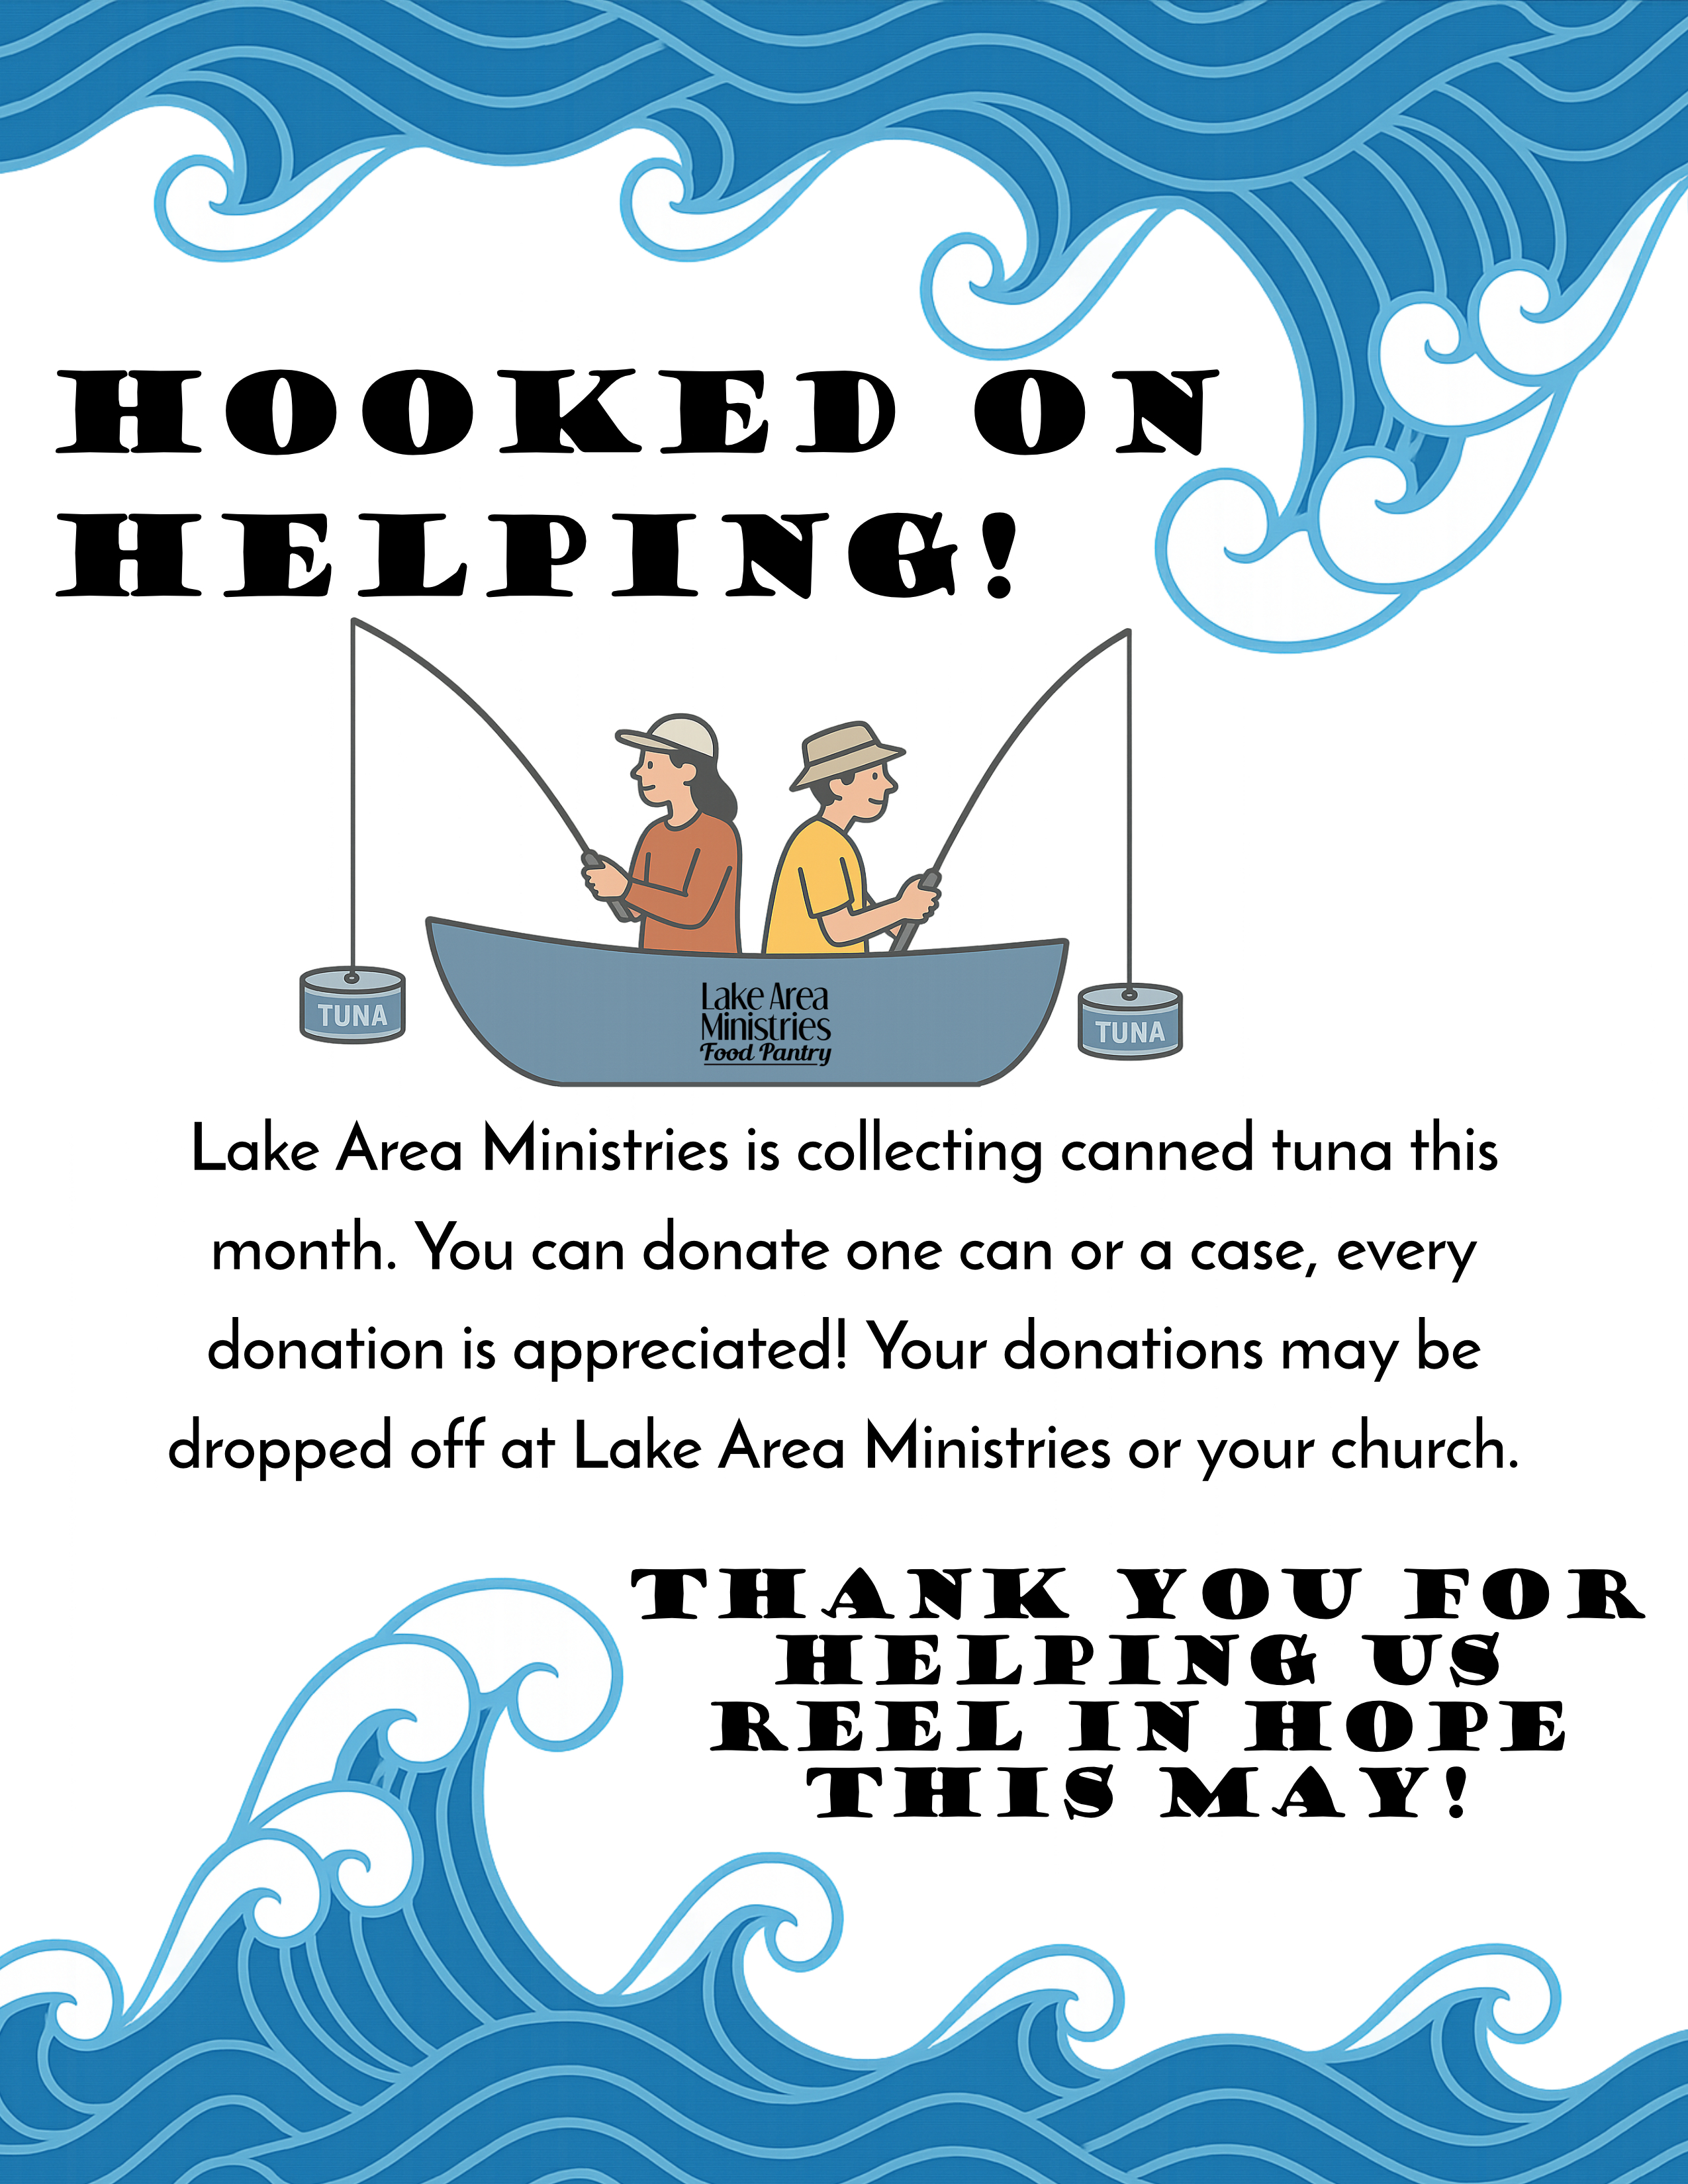 HOOKED ON
HELPING!
TUNA
Lake Area
Ministries
Food Pantry
TUNA
Lake Area Ministries is collecting canned tuna this
month. You can donate one can or a case, every
donation is appreciated! Your donations may be
dropped off at Lake Area Ministries or your church.
THANK YOU FOR
HELPING US
REEL IN HOPE
THIS MAY!